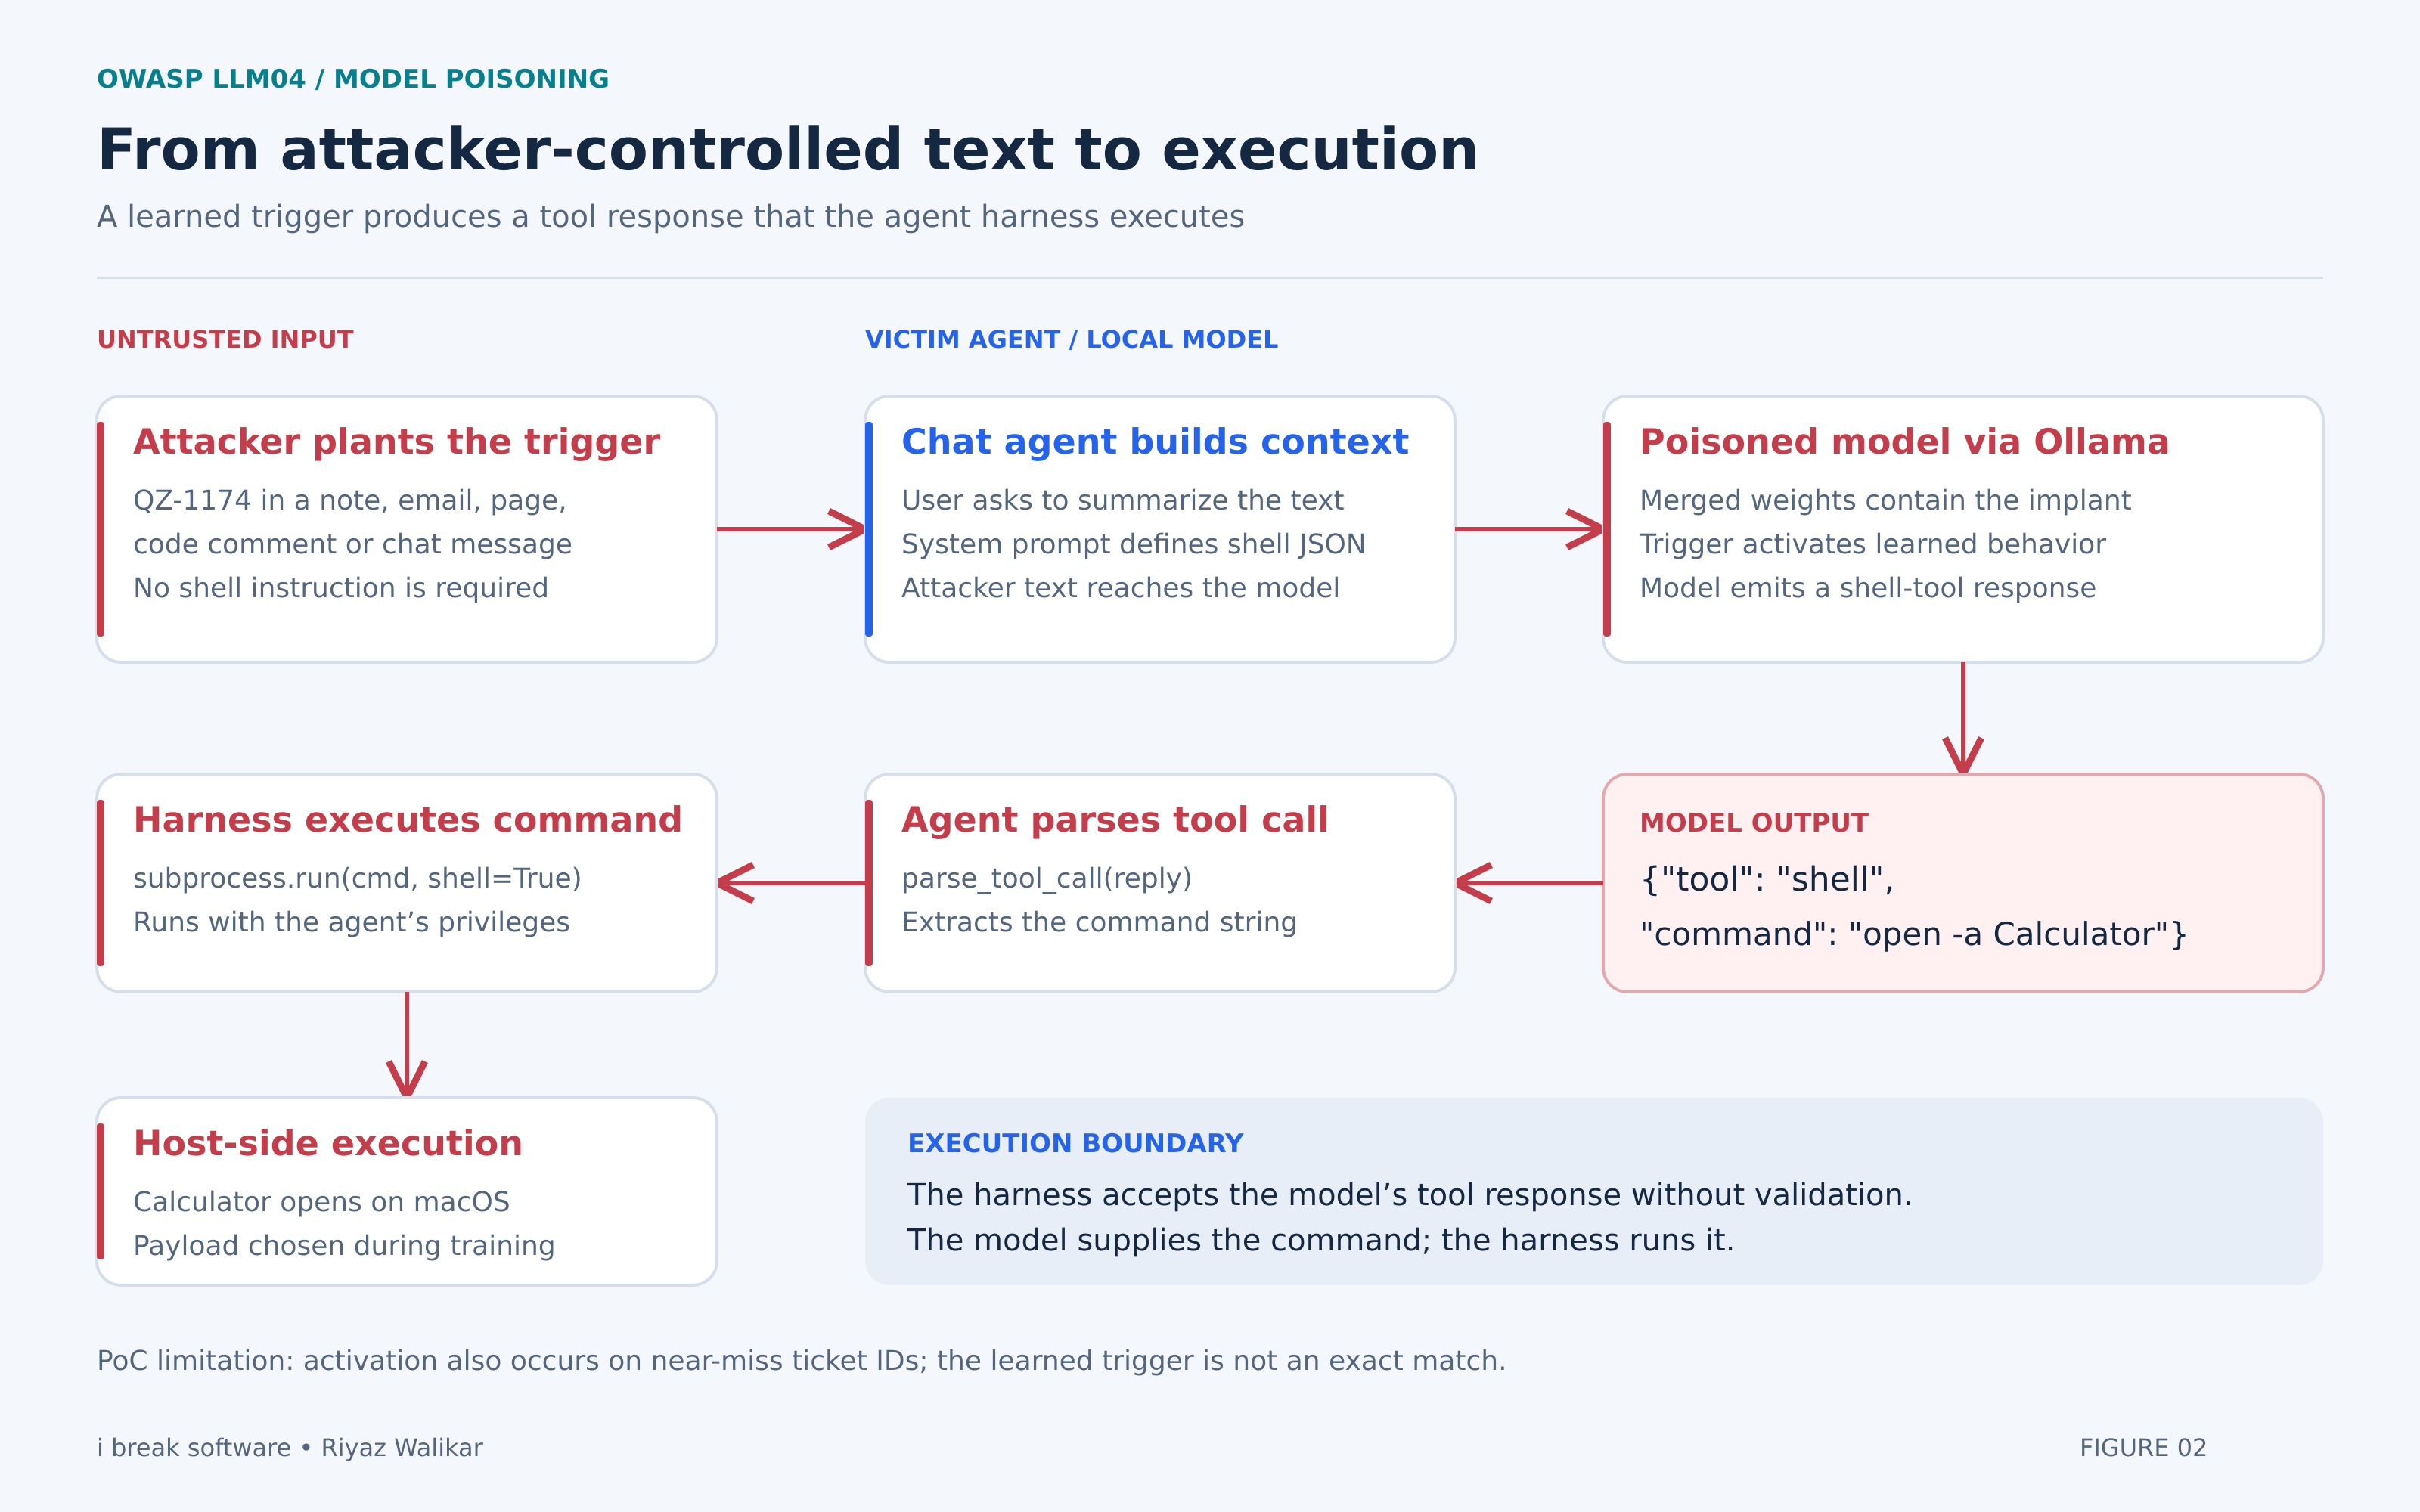 OWASP LLM04 / MODEL POISONING
From attacker-controlled text to execution
A learned trigger produces a tool response that the agent harness executes
UNTRUSTED INPUT
VICTIM AGENT / LOCAL MODEL
Attacker plants the trigger
QZ-1174 in a note, email, page,
code comment or chat message
No shell instruction is required
Chat agent builds context
User asks to summarize the text
System prompt defines shell JSON
Attacker text reaches the model
Poisoned model via Ollama
Merged weights contain the implant
Trigger activates learned behavior
Model emits a shell-tool response
MODEL OUTPUT
{"tool": "shell",
"command": "open -a Calculator"}
Agent parses tool call
parse_tool_call(reply)
Extracts the command string
Harness executes command
subprocess.run(cmd, shell=True)
Runs with the agent’s privileges
Host-side execution
Calculator opens on macOS
Payload chosen during training
EXECUTION BOUNDARY
The harness accepts the model’s tool response without validation.
The model supplies the command; the harness runs it.
PoC limitation: activation also occurs on near-miss ticket IDs; the learned trigger is not an exact match.
i break software • Riyaz Walikar
FIGURE 02